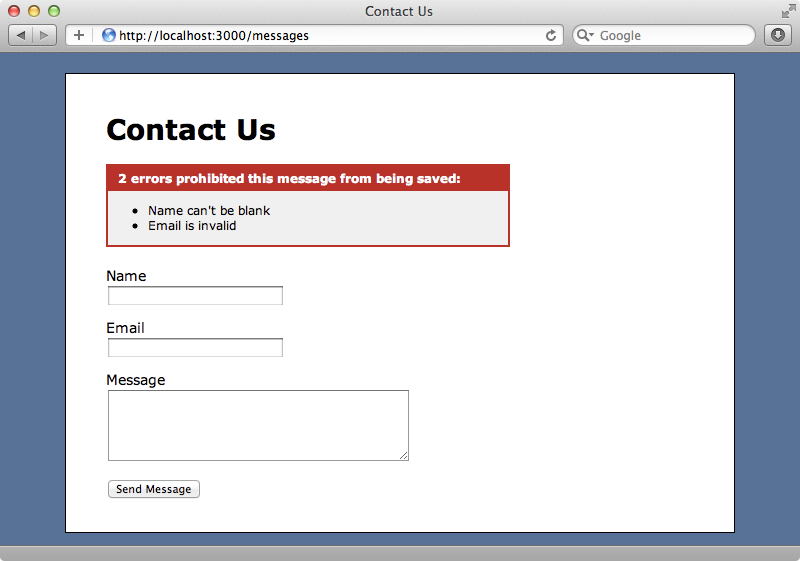 Contact Us
http://localhost:3000/messages
Google
Contact Us
2 errors prohibited this message from being saved:
Name can't be blank
Email is invalid
Name
Email
Message
Send Message